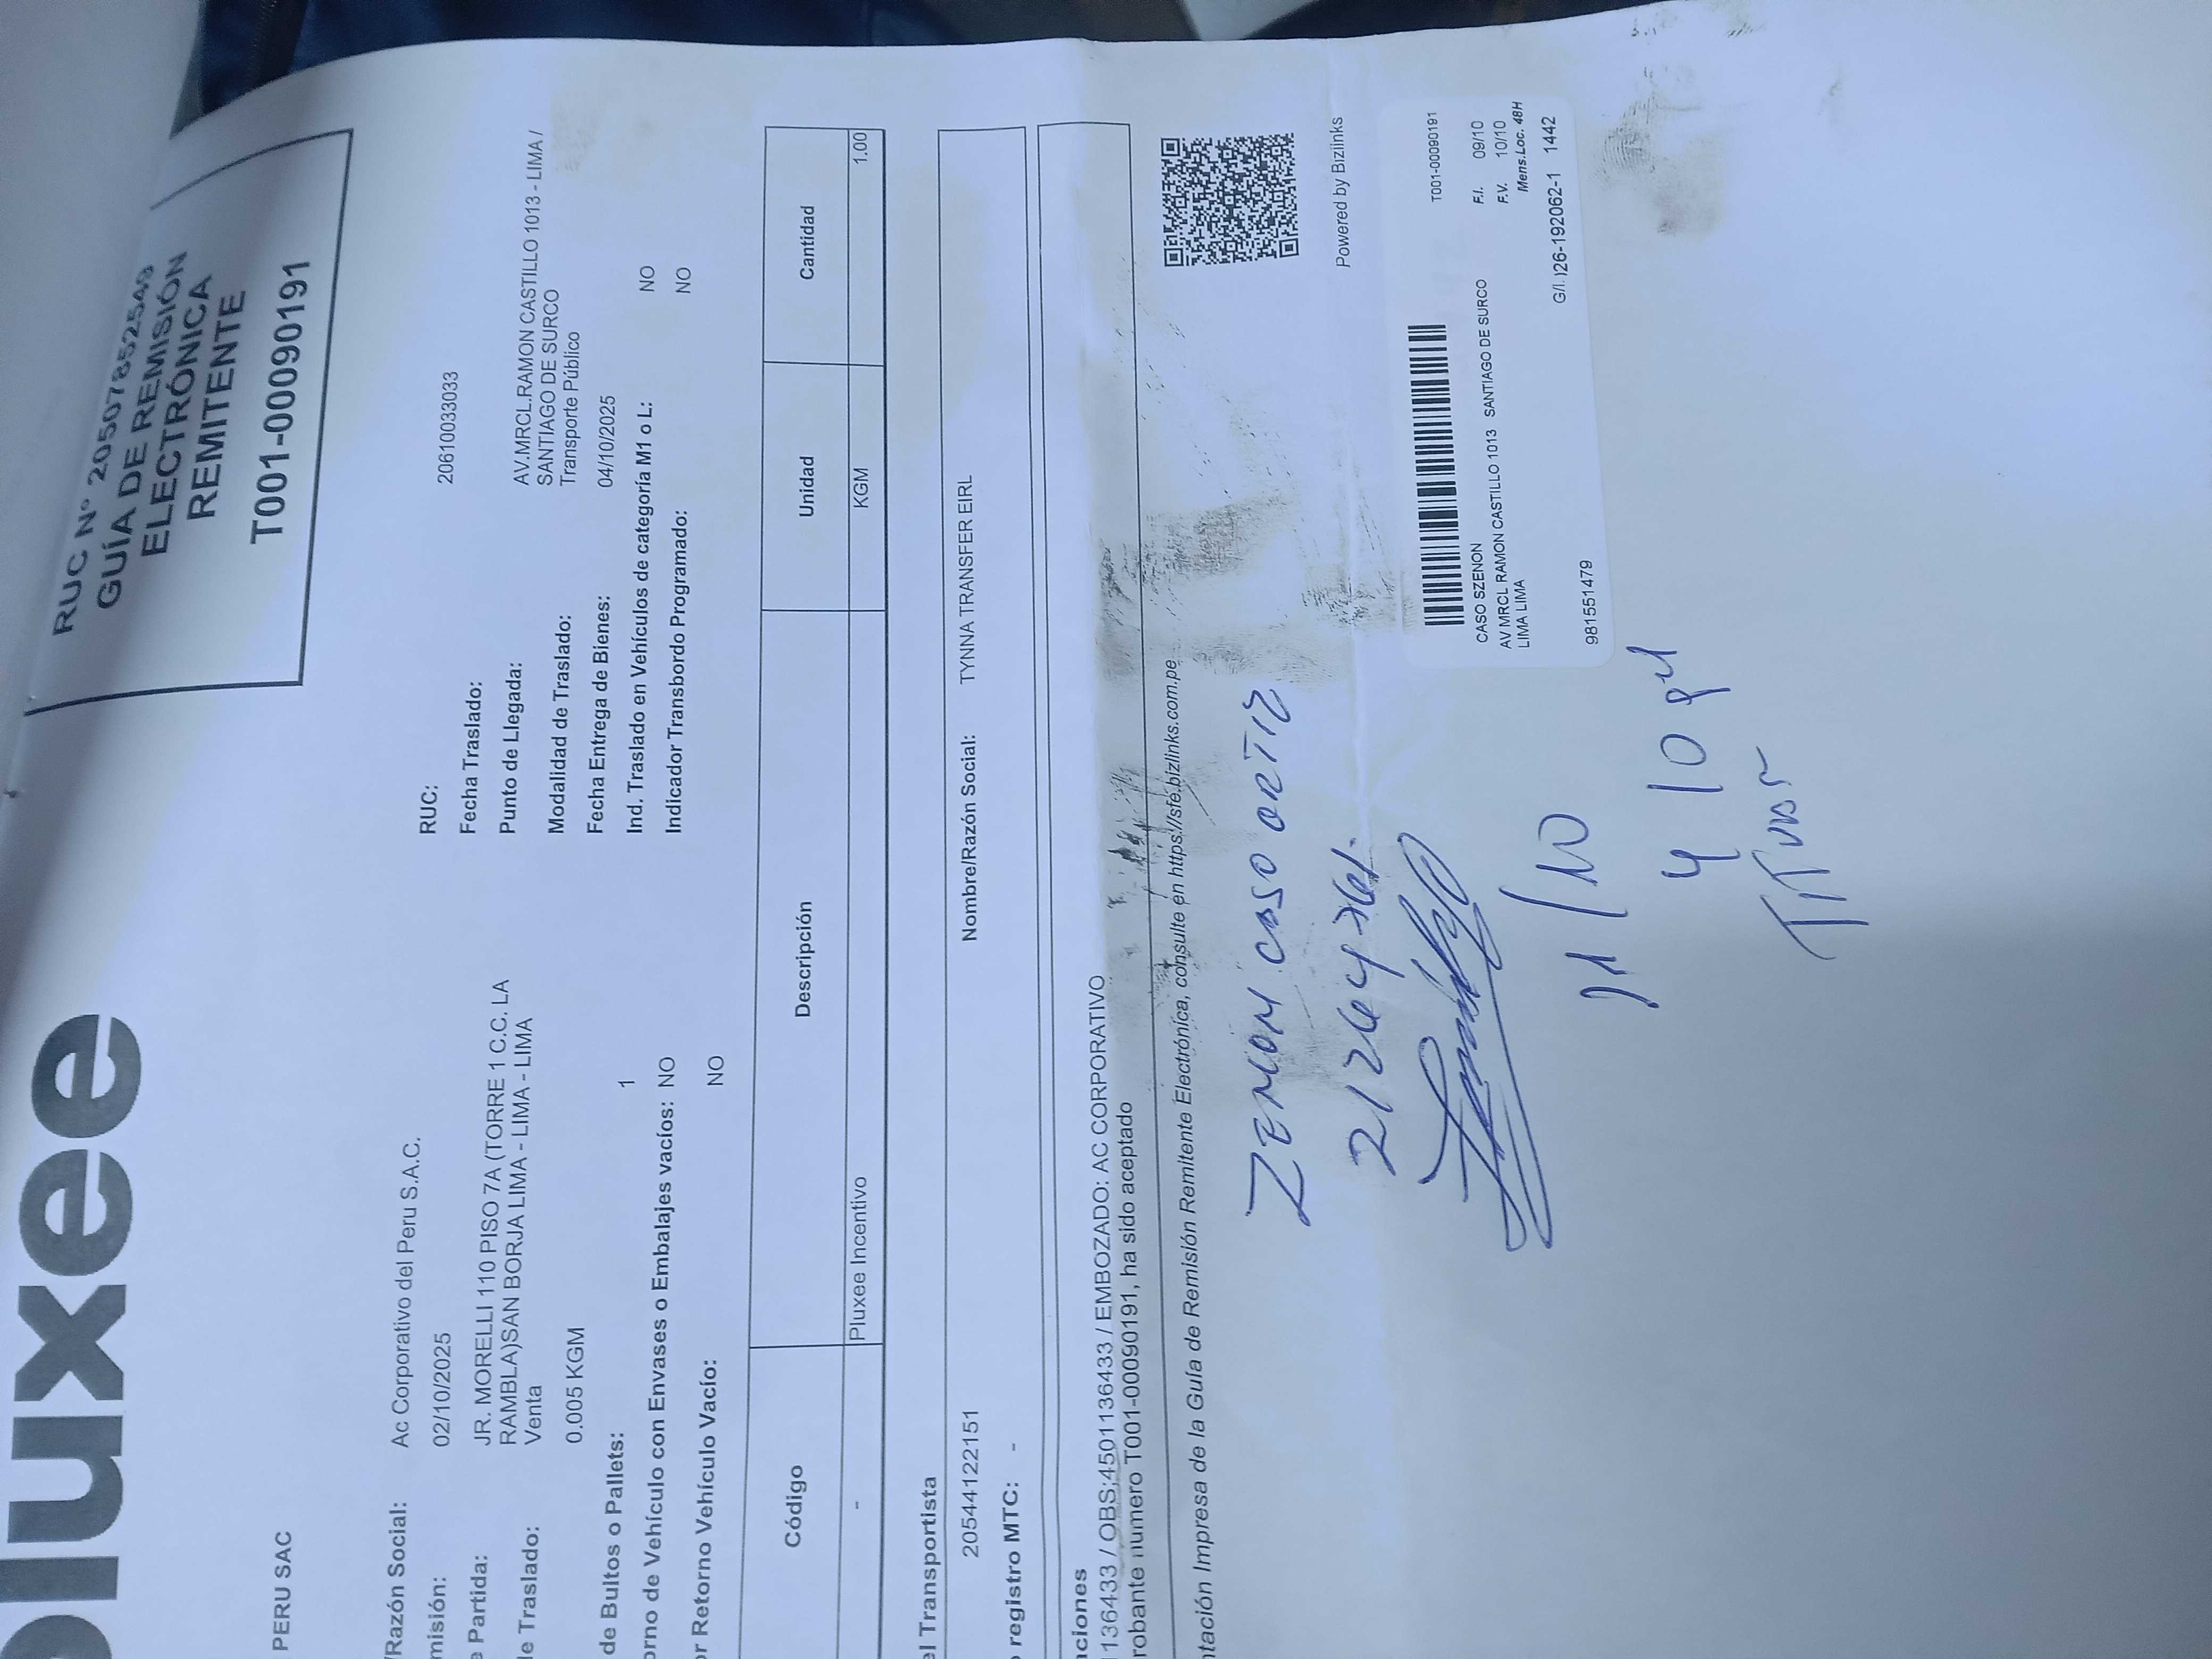 pluxee
RUC N° 20507852549
GUÍA DE REMISIÓN
ELECTRÓNICA
REMITENTE
T001-00090191
PERU SAC
/Razón Social: Ac Corporativo del Peru S.A.C.
RUC: 20610033033
misión: 02/10/2025
Fecha Traslado:
e Partida: JR. MORELLI 110 PISO 7A (TORRE 1 C.C. LA
RAMBLA)SAN BORJA LIMA - LIMA - LIMA
Punto de Llegada: AV.MRCL.RAMON CASTILLO 1013 - LIMA /
SANTIAGO DE SURCO
de Traslado: Venta
Modalidad de Traslado: Transporte Público
0.005 KGM
Fecha Entrega de Bienes: 04/10/2025
de Bultos o Pallets: 1
Ind. Traslado en Vehículos de categoría M1 o L: NO
orno de Vehículo con Envases o Embalajes vacíos: NO
Indicador Transbordo Programado: NO
or Retorno Vehículo Vacío: NO
Código Descripción Unidad Cantidad
- Pluxee Incentivo KGM 1.00
el Transportista
20544122151 Nombre/Razón Social: TYNNA TRANSFER EIRL
registro MTC: -
ciones
1136433 / OBS:4501136433 / EMBOZADO: AC CORPORATIVO
robante numero T001-00090191, ha sido aceptado
ntación Impresa de la Guía de Remisión Remitente Electrónica, consulte en https://sfe.bizlinks.com.pe
Powered by Bizlinks
ZENON CASO ORTIZ
11/10
4 10
T001-00090191
CASO SZENON
AV MRCL RAMON CASTILLO 1013 SANTIAGO DE SURCO
LIMA LIMA
F.I. 09/10
F.V. 10/10
Mens.Loc. 48H
G/I. I26-192062-1 1442
981551479